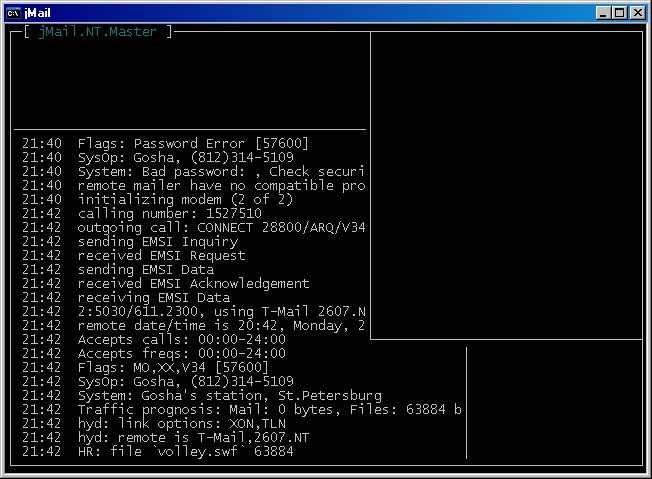 jMail
[ jMail.NT.Master ]
21:40 Flags: Password Error [57600]
21:40 SysOp: Gosha, (812)314-5109
21:40 System: Bad password: , Check securi
21:40 remote mailer have no compatible pro
21:40 initializing modem (2 of 2)
21:42 calling number: 1527510
21:42 outgoing call: CONNECT 28800/ARQ/V34
21:42 sending EMSI Inquiry
21:42 received EMSI Request
21:42 sending EMSI Data
21:42 received EMSI Acknowledgement
21:42 receiving EMSI Data
21:42 2:5030/611.2300, using T-Mail 2607.N
21:42 remote date/time is 20:42, Monday, 2
21:42 Accepts calls: 00:00-24:00
21:42 Accepts freqs: 00:00-24:00
21:42 Flags: MO,XX,V34 [57600]
21:42 SysOp: Gosha, (812)314-5109
21:42 System: Gosha's station, St.Petersburg
21:42 Traffic prognosis: Mail: 0 bytes, Files: 63884 b
21:42 hyd: link options: XON,TLN
21:42 hyd: remote is T-Mail,2607.NT
21:42 HR: file `volley.swf` 63884